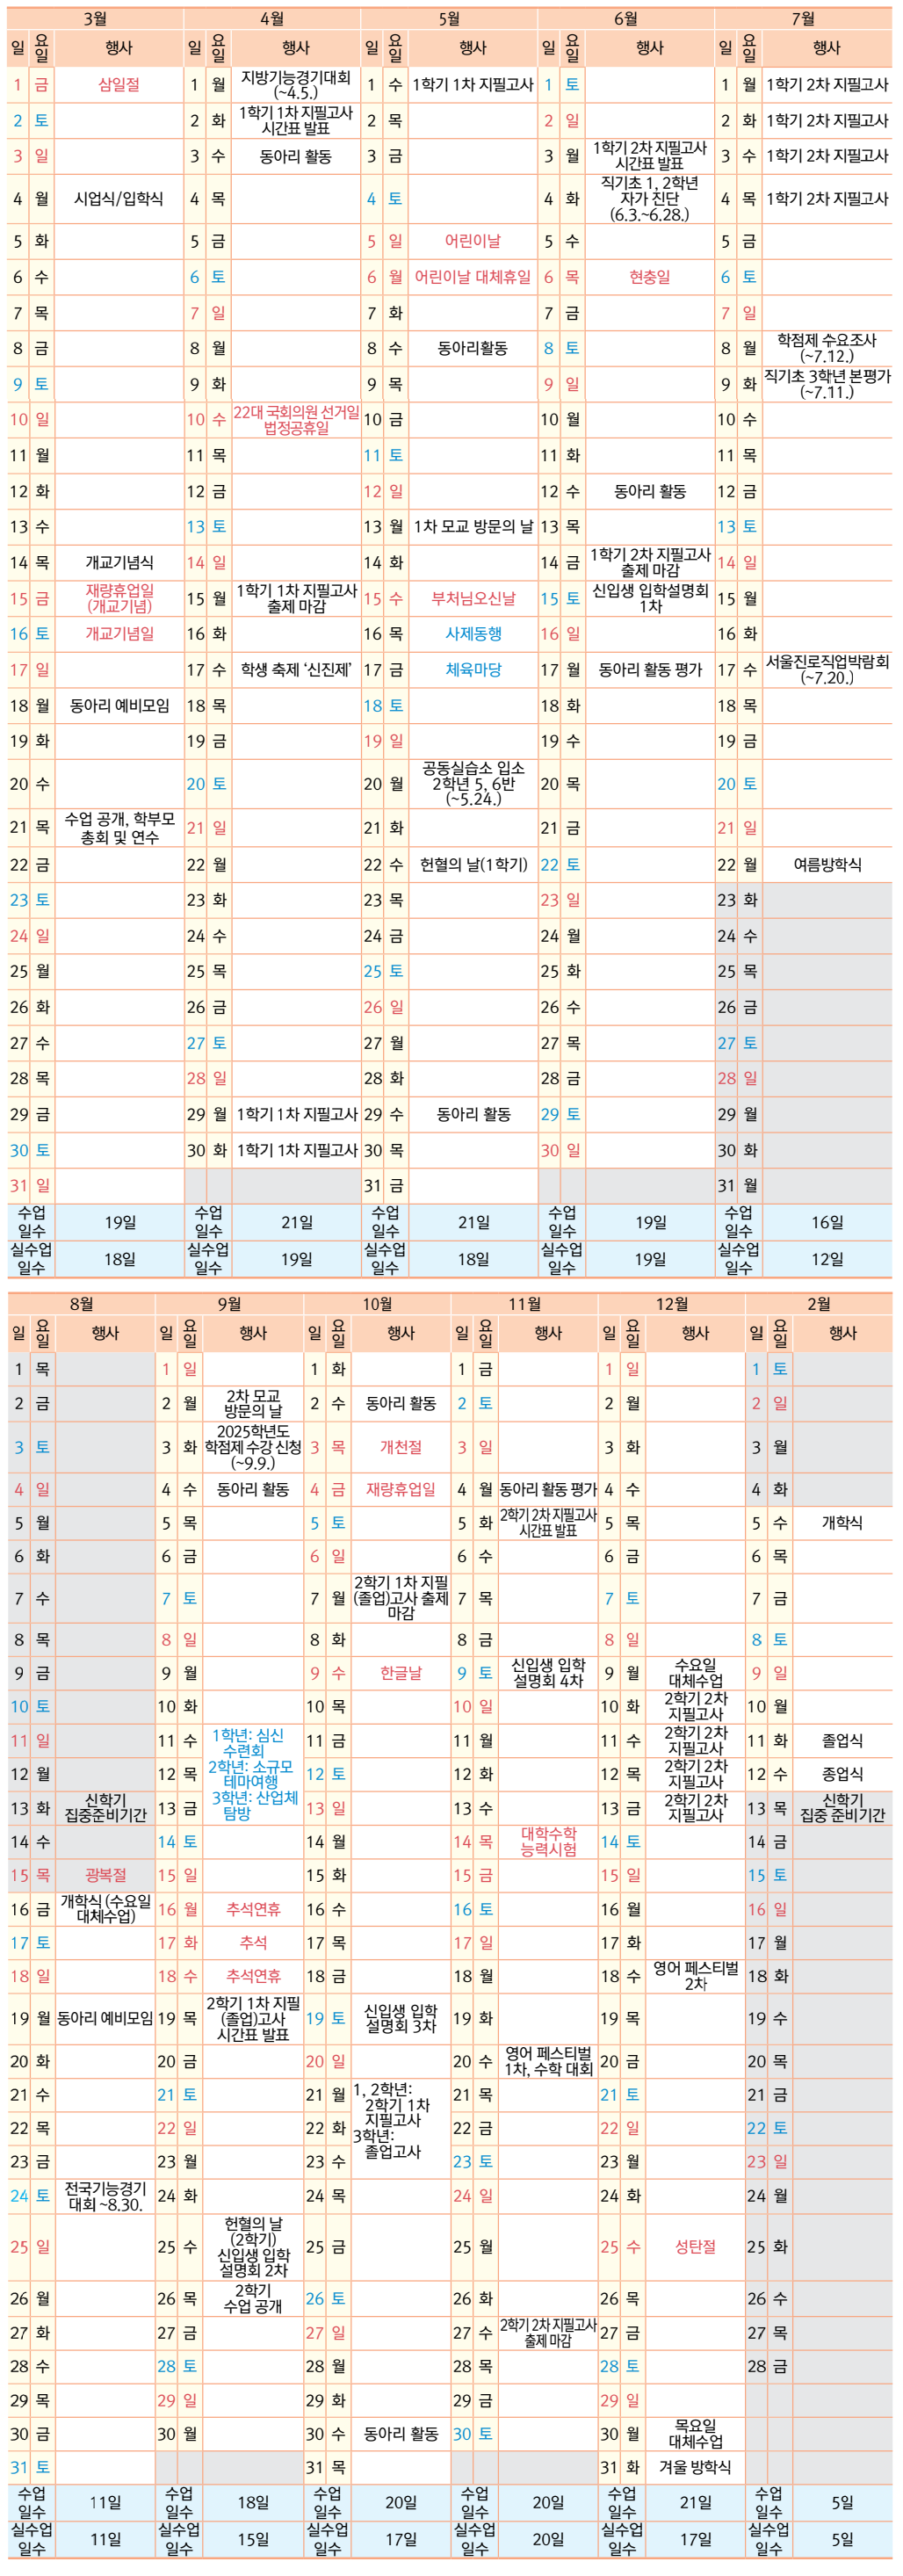 3월 4월 5월 6월 7월
일 요일 행사 일 요일 행사 일 요일 행사 일 요일 행사 일 요일 행사
1 금 삼일절 1 월 지방기능경기대회 (~4.5.) 1 수 1학기 1차 지필고사 1 토 1 월 1학기 2차 지필고사
2 토 2 화 1학기 1차 지필고사 시간표 발표 2 목 2 일 2 화 1학기 2차 지필고사
3 일 3 수 동아리 활동 3 금 3 월 1학기 2차 지필고사 시간표 발표 3 수 1학기 2차 지필고사
4 월 시업식/입학식 4 목 4 토 4 화 직기초 1, 2학년 자가 진단 (6.3.~6.28.) 4 목 1학기 2차 지필고사
5 화 5 금 5 일 어린이날 5 수 5 금
6 수 6 토 6 월 어린이날 대체휴일 6 목 현충일 6 토
7 목 7 일 7 화 7 금 7 일
8 금 8 월 8 수 동아리활동 8 토 8 월 학점제 수요조사 (~7.12.)
9 토 9 화 9 목 9 일 9 화 직기초 3학년 본평가 (~7.11.)
10 일 10 수 22대 국회의원 선거일 법정공휴일 10 금 10 월 10 수
11 월 11 목 11 토 11 화 11 목
12 화 12 금 12 일 12 수 동아리 활동 12 금
13 수 13 토 13 월 1차 모교 방문의 날 13 목 13 토
14 목 개교기념식 14 일 14 화 14 금 1학기 2차 지필고사 출제 마감 14 일
15 금 재량휴업일 (개교기념) 15 월 1학기 1차 지필고사 출제 마감 15 수 부처님오신날 15 토 신입생 입학설명회 1차 15 월
16 토 개교기념일 16 화 16 목 사제동행 16 일 16 화
17 일 17 수 학생 축제 ‘신진제’ 17 금 체육마당 17 월 동아리 활동 평가 17 수 서울진로직업박람회 (~7.20.)
18 월 동아리 예비모임 18 목 18 토 18 화 18 목
19 화 19 금 19 일 19 수 19 금
20 수 20 토 20 월 공동실습소 입소 2학년 5, 6반 (~5.24.) 20 목 20 토
21 목 수업 공개, 학부모 총회 및 연수 21 일 21 화 21 금 21 일
22 금 22 월 22 수 헌혈의 날(1학기) 22 토 22 월 여름방학식
23 토 23 화 23 목 23 일 23 화
24 일 24 수 24 금 24 월 24 수
25 월 25 목 25 토 25 화 25 목
26 화 26 금 26 일 26 수 26 금
27 수 27 토 27 월 27 목 27 토
28 목 28 일 28 화 28 금 28 일
29 금 29 월 1학기 1차 지필고사 29 수 동아리 활동 29 토 29 월
30 토 30 화 1학기 1차 지필고사 30 목 30 일 30 화
31 일 31 금 31 월
수업일수 19일 수업일수 21일 수업일수 21일 수업일수 19일 수업일수 16일
실수업일수 18일 실수업일수 19일 실수업일수 18일 실수업일수 19일 실수업일수 12일
8월 9월 10월 11월 12월 2월
일 요일 행사 일 요일 행사 일 요일 행사 일 요일 행사 일 요일 행사 일 요일 행사
1 목 1 일 1 화 1 금 1 일 1 토
2 금 2 월 2차 모교 방문의 날 2 수 동아리 활동 2 토 2 월 2 일
3 토 3 화 2025학년도 학점제 수강 신청 (~9.9.) 3 목 개천절 3 일 3 화 3 월
4 일 4 수 동아리 활동 4 금 재량휴업일 4 월 동아리 활동 평가 4 수 4 화
5 월 5 목 5 토 5 화 2학기 2차 지필고사 시간표 발표 5 목 5 수 개학식
6 화 6 금 6 일 6 수 6 금 6 목
7 수 7 토 7 월 2학기 1차 지필 (졸업)고사 출제 마감 7 목 7 토 7 금
8 목 8 일 8 화 8 금 8 일 8 토
9 금 9 월 9 수 한글날 9 토 신입생 입학 설명회 4차 9 월 수요일 대체수업 9 일
10 토 10 화 10 목 10 일 10 화 2학기 2차 지필고사 10 월
11 일 11 수 1학년: 심신 수련회 11 금 11 월 11 수 2학기 2차 지필고사 11 화 졸업식
12 월 12 목 2학년: 소규모 테마여행 12 토 12 화 12 목 2학기 2차 지필고사 12 수 종업식
13 화 신학기 집중준비기간 13 금 3학년: 산업체 탐방 13 일 13 수 13 금 2학기 2차 지필고사 13 목 신학기 집중 준비기간
14 수 14 토 14 월 14 목 대학수학 능력시험 14 토 14 금
15 목 광복절 15 일 15 화 15 금 15 일 15 토
16 금 개학식 (수요일 대체수업) 16 월 추석연휴 16 수 16 토 16 월 16 일
17 토 17 화 추석 17 목 17 일 17 화 17 월
18 일 18 수 추석연휴 18 금 18 월 18 수 영어 페스티벌 2차 18 화
19 월 동아리 예비모임 19 목 2학기 1차 지필 (졸업)고사 시간표 발표 19 토 신입생 입학 설명회 3차 19 화 19 목 19 수
20 화 20 금 20 일 20 수 영어 페스티벌 1차, 수학 대회 20 금 20 목
21 수 21 토 21 월 1, 2학년: 2학기 1차 21 목 21 토 21 금
22 목 22 일 22 화 지필고사 3학년: 22 금 22 일 22 토
23 금 23 월 23 수 졸업고사 23 토 23 월 23 일
24 토 전국기능경기 대회 ~8.30. 24 화 24 목 24 일 24 화 24 월
25 일 25 수 헌혈의 날 (2학기) 신입생 입학 설명회 2차 25 금 25 월 25 수 성탄절 25 화
26 월 26 목 2학기 수업 공개 26 토 26 화 26 목 26 수
27 화 27 금 27 일 27 수 2학기 2차 지필고사 출제 마감 27 금 27 목
28 수 28 토 28 월 28 목 28 토 28 금
29 목 29 일 29 화 29 금 29 일
30 금 30 월 30 수 동아리 활동 30 토 30 월 목요일 대체수업
31 토 31 목 31 화 겨울 방학식
수업일수 11일 수업일수 18일 수업일수 20일 수업일수 20일 수업일수 21일 수업일수 5일
실수업일수 11일 실수업일수 15일 실수업일수 17일 실수업일수 20일 실수업일수 17일 실수업일수 5일